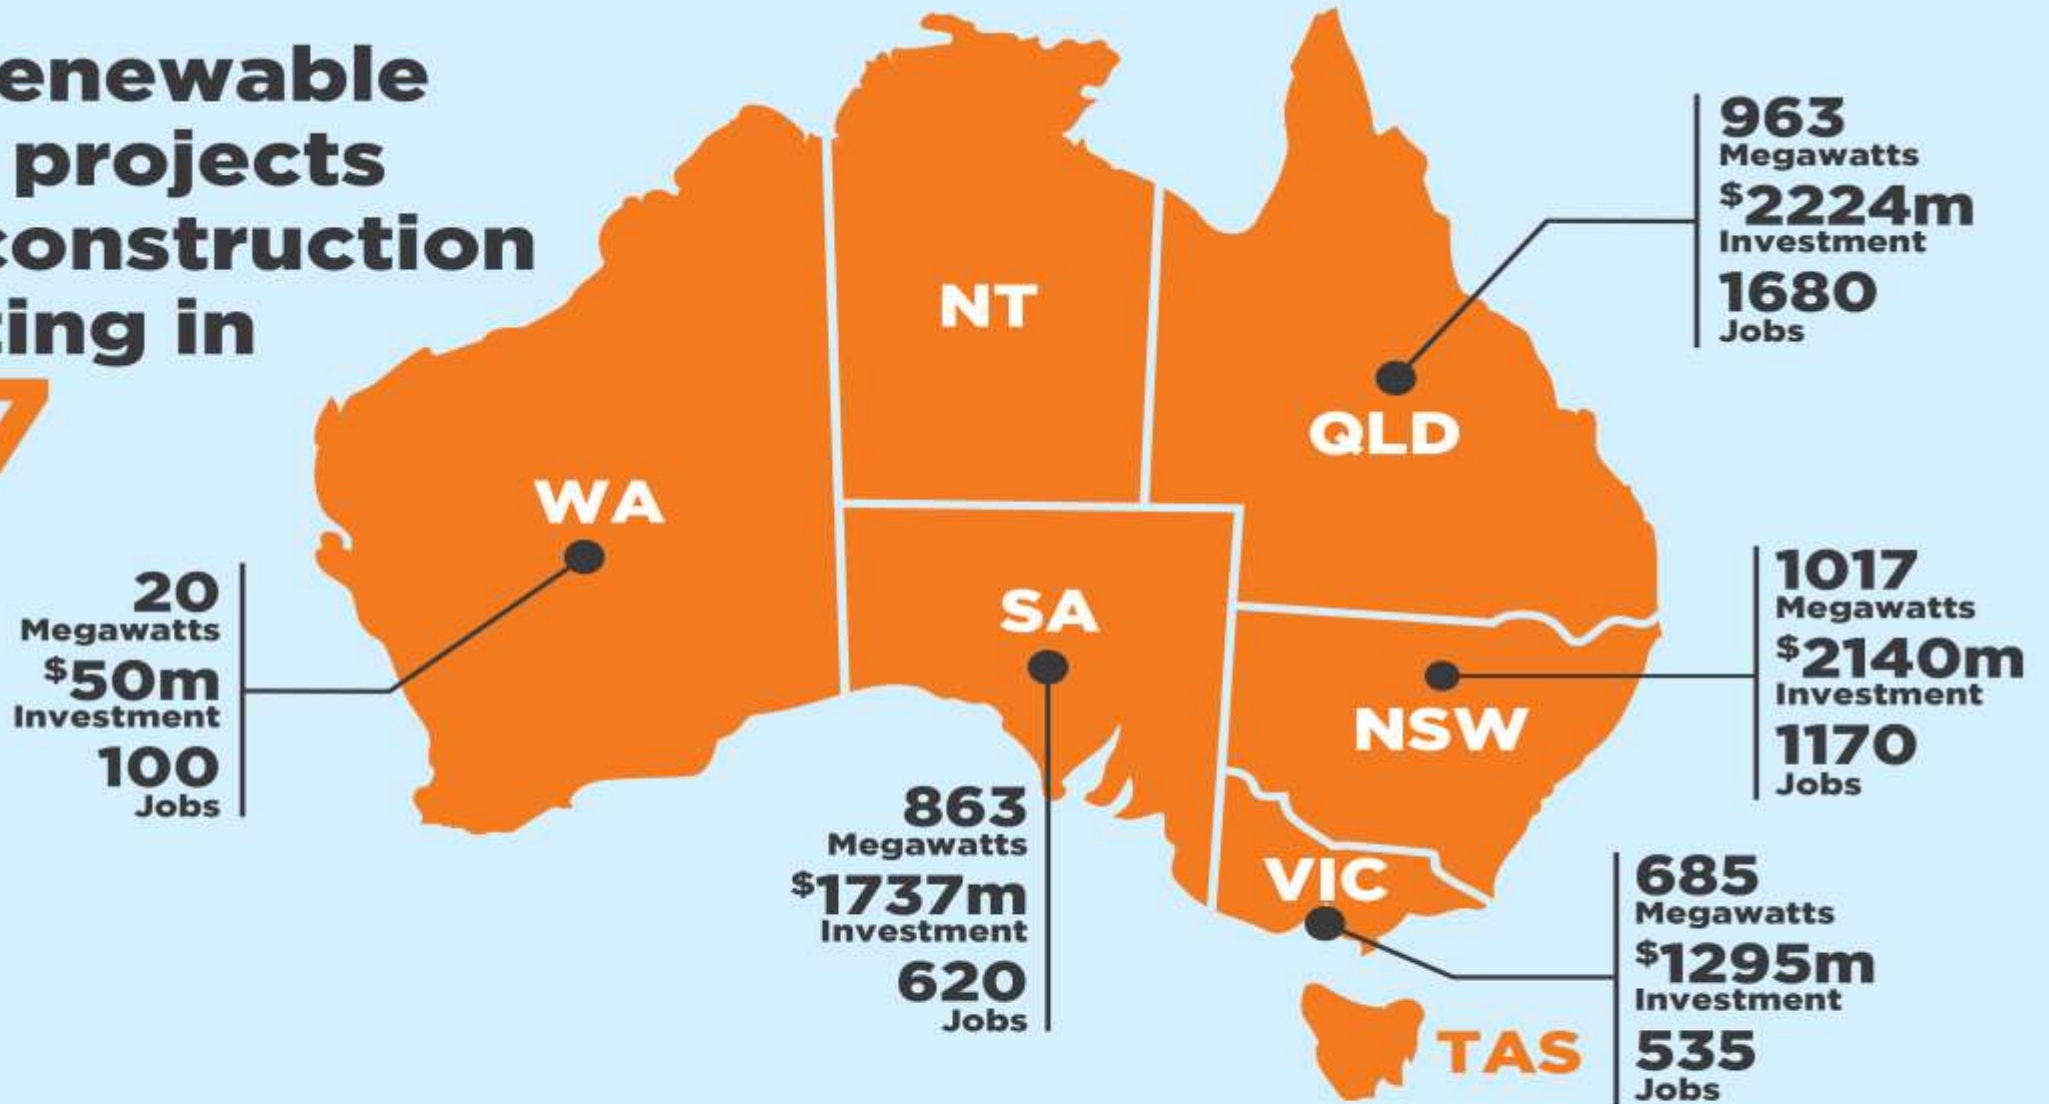 enewable
projects
construction
ting in
7
NT
QLD
WA
SA
NSW
VIC
TAS
963
Megawatts
$2224m
Investment
1680
Jobs
20
Megawatts
$50m
Investment
100
Jobs
1017
Megawatts
$2140m
Investment
1170
Jobs
863
Megawatts
$1737m
Investment
620
Jobs
685
Megawatts
$1295m
Investment
535
Jobs